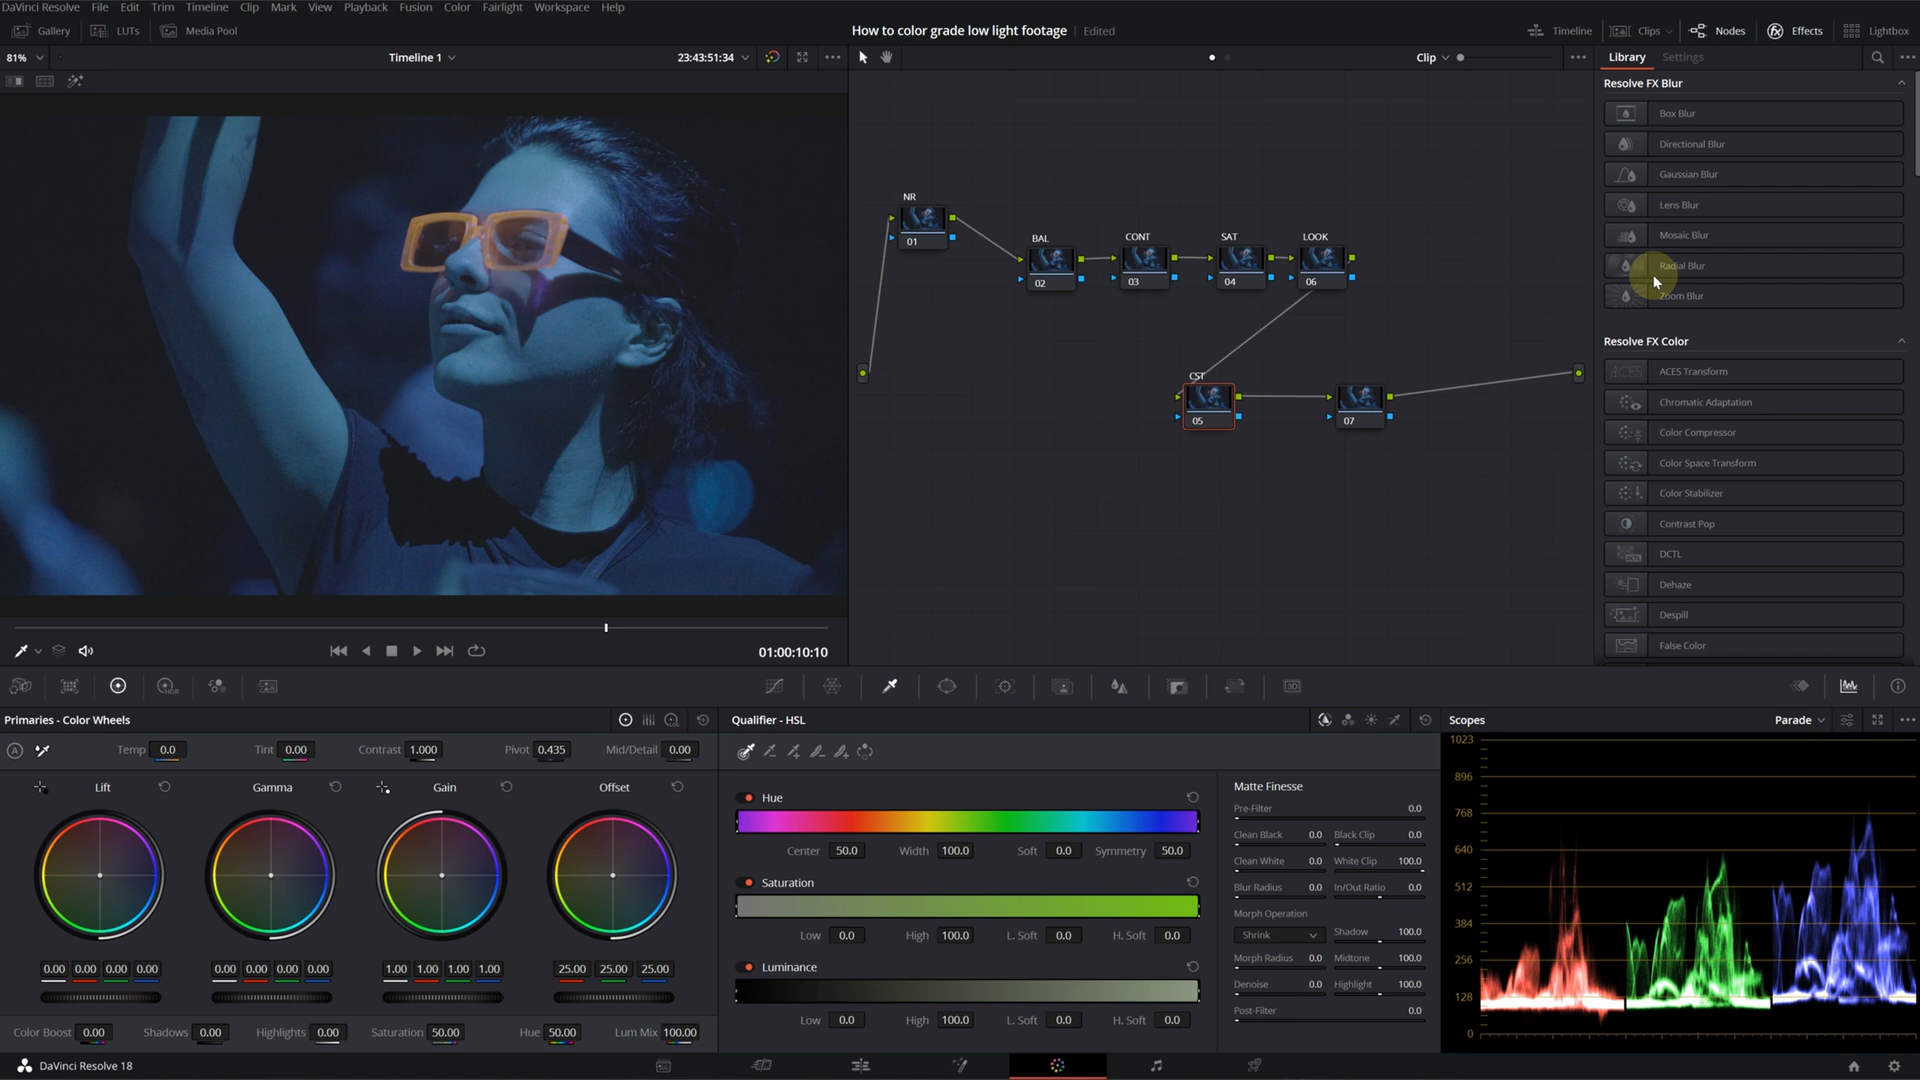 DaVinci Resolve File Edit Trim Timeline Clip Mark View Playback Fusion Color Fairlight Workspace Help
Gallery LUTs Media Pool How to color grade low light footage Edited Timeline Clips Nodes Effects Lightbox
81% Timeline 1 23:43:51:34 Clip Library Settings
Resolve FX Blur
Box Blur
Directional Blur
Gaussian Blur
Lens Blur
Mosaic Blur
Radial Blur
Zoom Blur
Resolve FX Color
ACES Transform
Chromatic Adaptation
Color Compressor
Color Space Transform
Color Stabilizer
Contrast Pop
DCTL
Dehaze
Despill
False Color
NR
01
BAL CONT SAT LOOK
02 03 04 06
CST
05 07
01:00:10:10
Primaries - Color Wheels
Temp 0.0 Tint 0.00 Contrast 1.000 Pivot 0.435 Mid/Detail 0.00
Lift Gamma Gain Offset
0.00 0.00 0.00 0.00 0.00 0.00 0.00 0.00 1.00 1.00 1.00 1.00 25.00 25.00 25.00
Color Boost 0.00 Shadows 0.00 Highlights 0.00 Saturation 50.00 Hue 50.00 Lum Mix 100.00
Qualifier - HSL
Hue
Center 50.0 Width 100.0 Soft 0.0 Symmetry 50.0
Saturation
Low 0.0 High 100.0 L. Soft 0.0 H. Soft 0.0
Luminance
Low 0.0 High 100.0 L. Soft 0.0 H. Soft 0.0
Matte Finesse
Pre-Filter 0.0
Clean Black 0.0 Black Clip 0.0
Clean White 0.0 White Clip 100.0
Blur Radius 0.0 In/Out Ratio 0.0
Morph Operation
Shrink Shadow 100.0
Morph Radius 0.0 Midtone 100.0
Denoise 0.0 Highlight 100.0
Post-Filter 0.0
Scopes Parade
1023
896
768
640
512
384
256
128
0
DaVinci Resolve 18